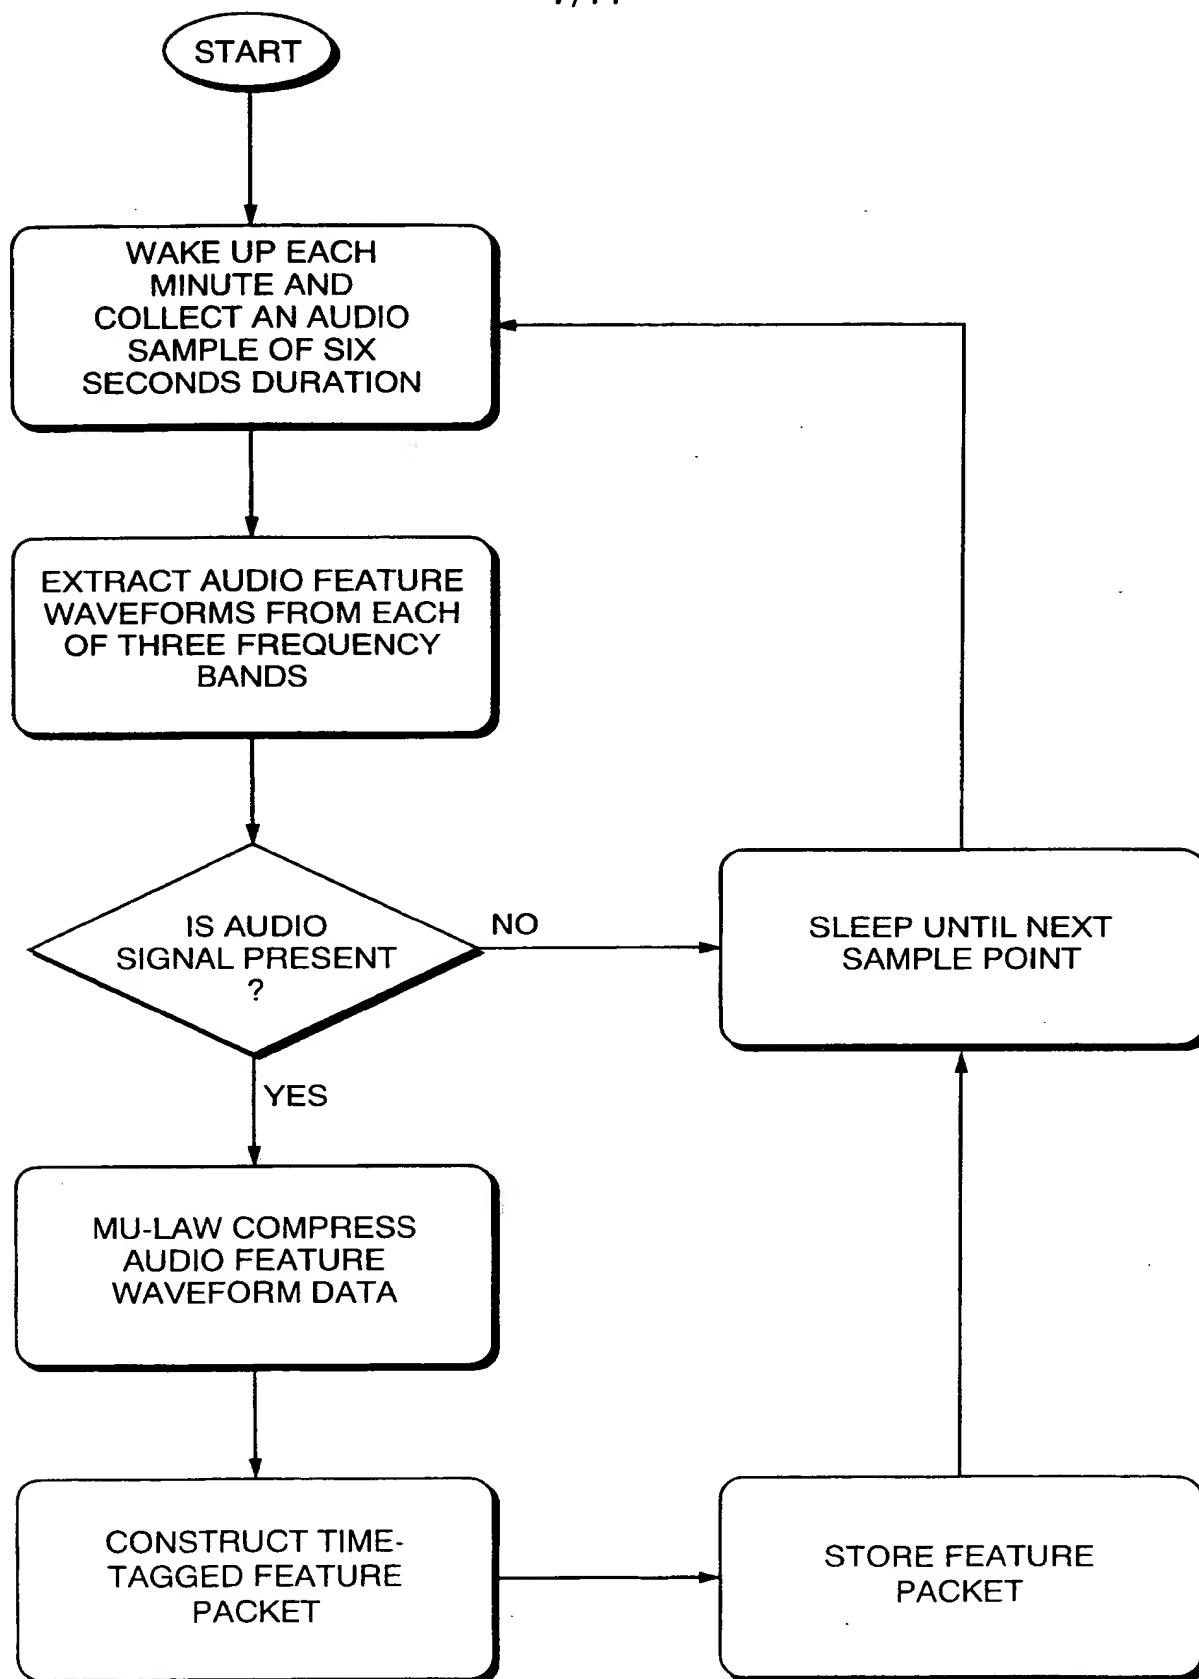 START
WAKE UP EACH
MINUTE AND
COLLECT AN AUDIO
SAMPLE OF SIX
SECONDS DURATION
EXTRACT AUDIO FEATURE
WAVEFORMS FROM EACH
OF THREE FREQUENCY
BANDS
IS AUDIO
SIGNAL PRESENT
?
NO
SLEEP UNTIL NEXT
SAMPLE POINT
YES
MU-LAW COMPRESS
AUDIO FEATURE
WAVEFORM DATA
CONSTRUCT TIME-
TAGGED FEATURE
PACKET
STORE FEATURE
PACKET